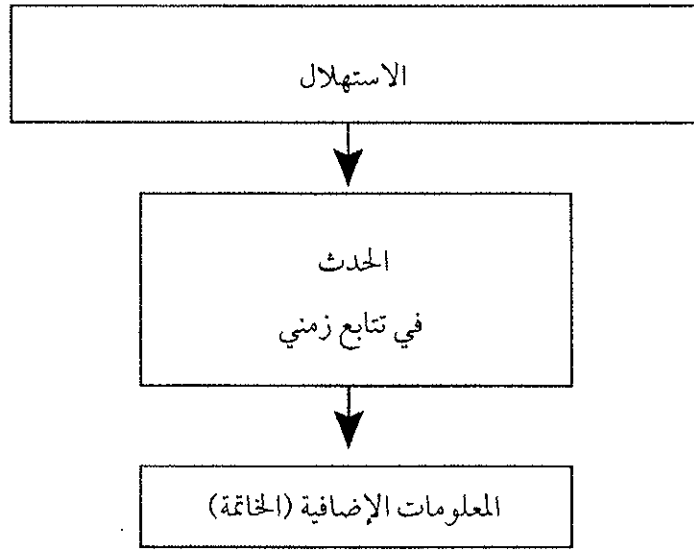 الاستهلال
الحدث
في تتابع زمني
المعلومات الإضافية (الخاتمة)